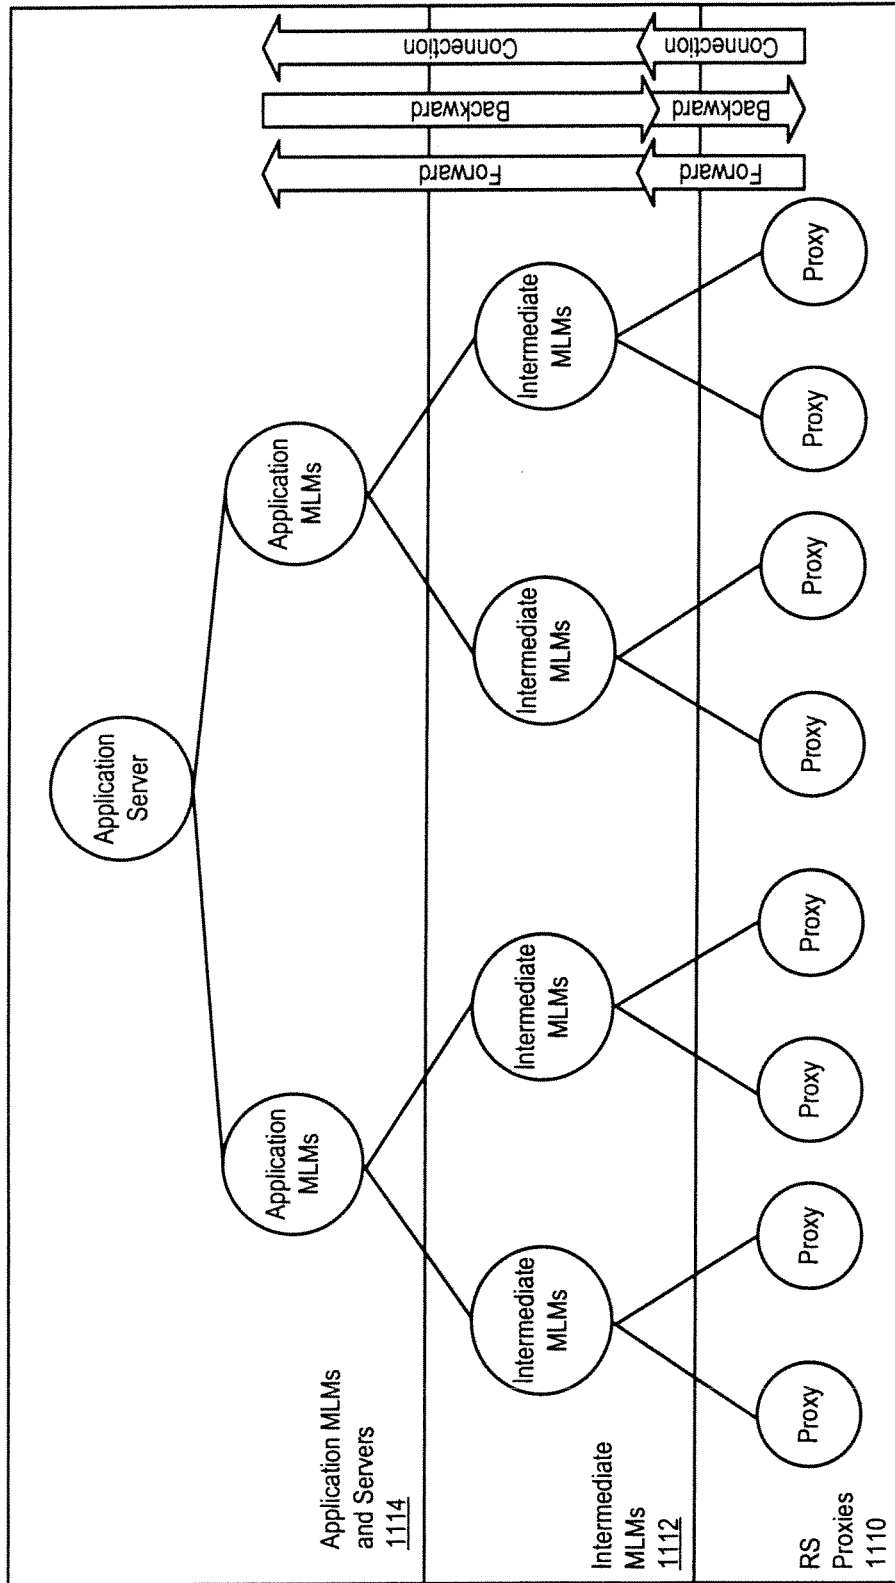 Application
Server
Application
MLMs
Application
MLMs
Application MLMs
and Servers
1114
Intermediate
MLMs
Intermediate
MLMs
Intermediate
MLMs
Intermediate
MLMs
Intermediate
MLMs
1112
Proxy
Proxy
Proxy
Proxy
Proxy
Proxy
Proxy
Proxy
RS
Proxies
1110
Forward
Forward
Backward
Backward
Connection
Connection